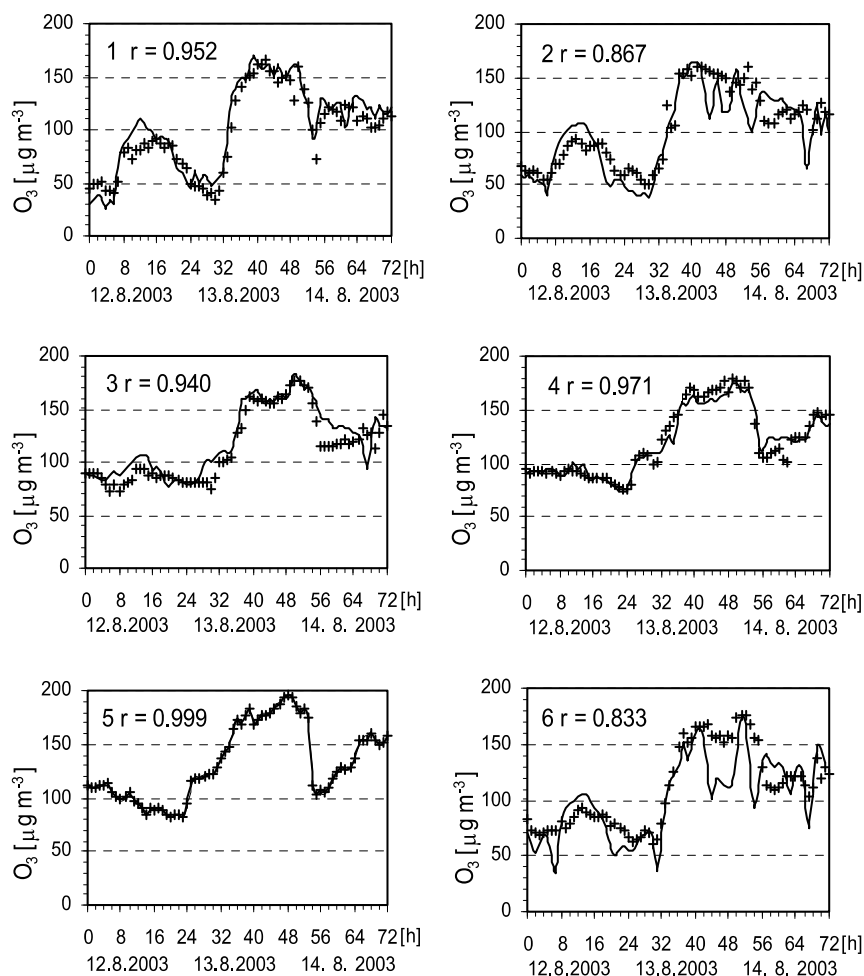 200
150
100
50
0
O₃ [μg m⁻³]
1 r = 0.952
0 8 16 24 32 40 48 56 64 72[h]
12.8.2003 13.8.2003 14. 8. 2003
200
150
100
50
0
O₃ [μg m⁻³]
2 r = 0.867
0 8 16 24 32 40 48 56 64 72[h]
12.8.2003 13.8.2003 14. 8. 2003
200
150
100
50
0
O₃ [μg m⁻³]
3 r = 0.940
0 8 16 24 32 40 48 56 64 72[h]
12.8.2003 13.8.2003 14. 8. 2003
200
150
100
50
0
O₃ [μg m⁻³]
4 r = 0.971
0 8 16 24 32 40 48 56 64 72[h]
12.8.2003 13.8.2003 14. 8. 2003
200
150
100
50
0
O₃ [μg m⁻³]
5 r = 0.999
0 8 16 24 32 40 48 56 64 72[h]
12.8.2003 13.8.2003 14. 8. 2003
200
150
100
50
0
O₃ [μg m⁻³]
6 r = 0.833
0 8 16 24 32 40 48 56 64 72[h]
12.8.2003 13.8.2003 14. 8. 2003